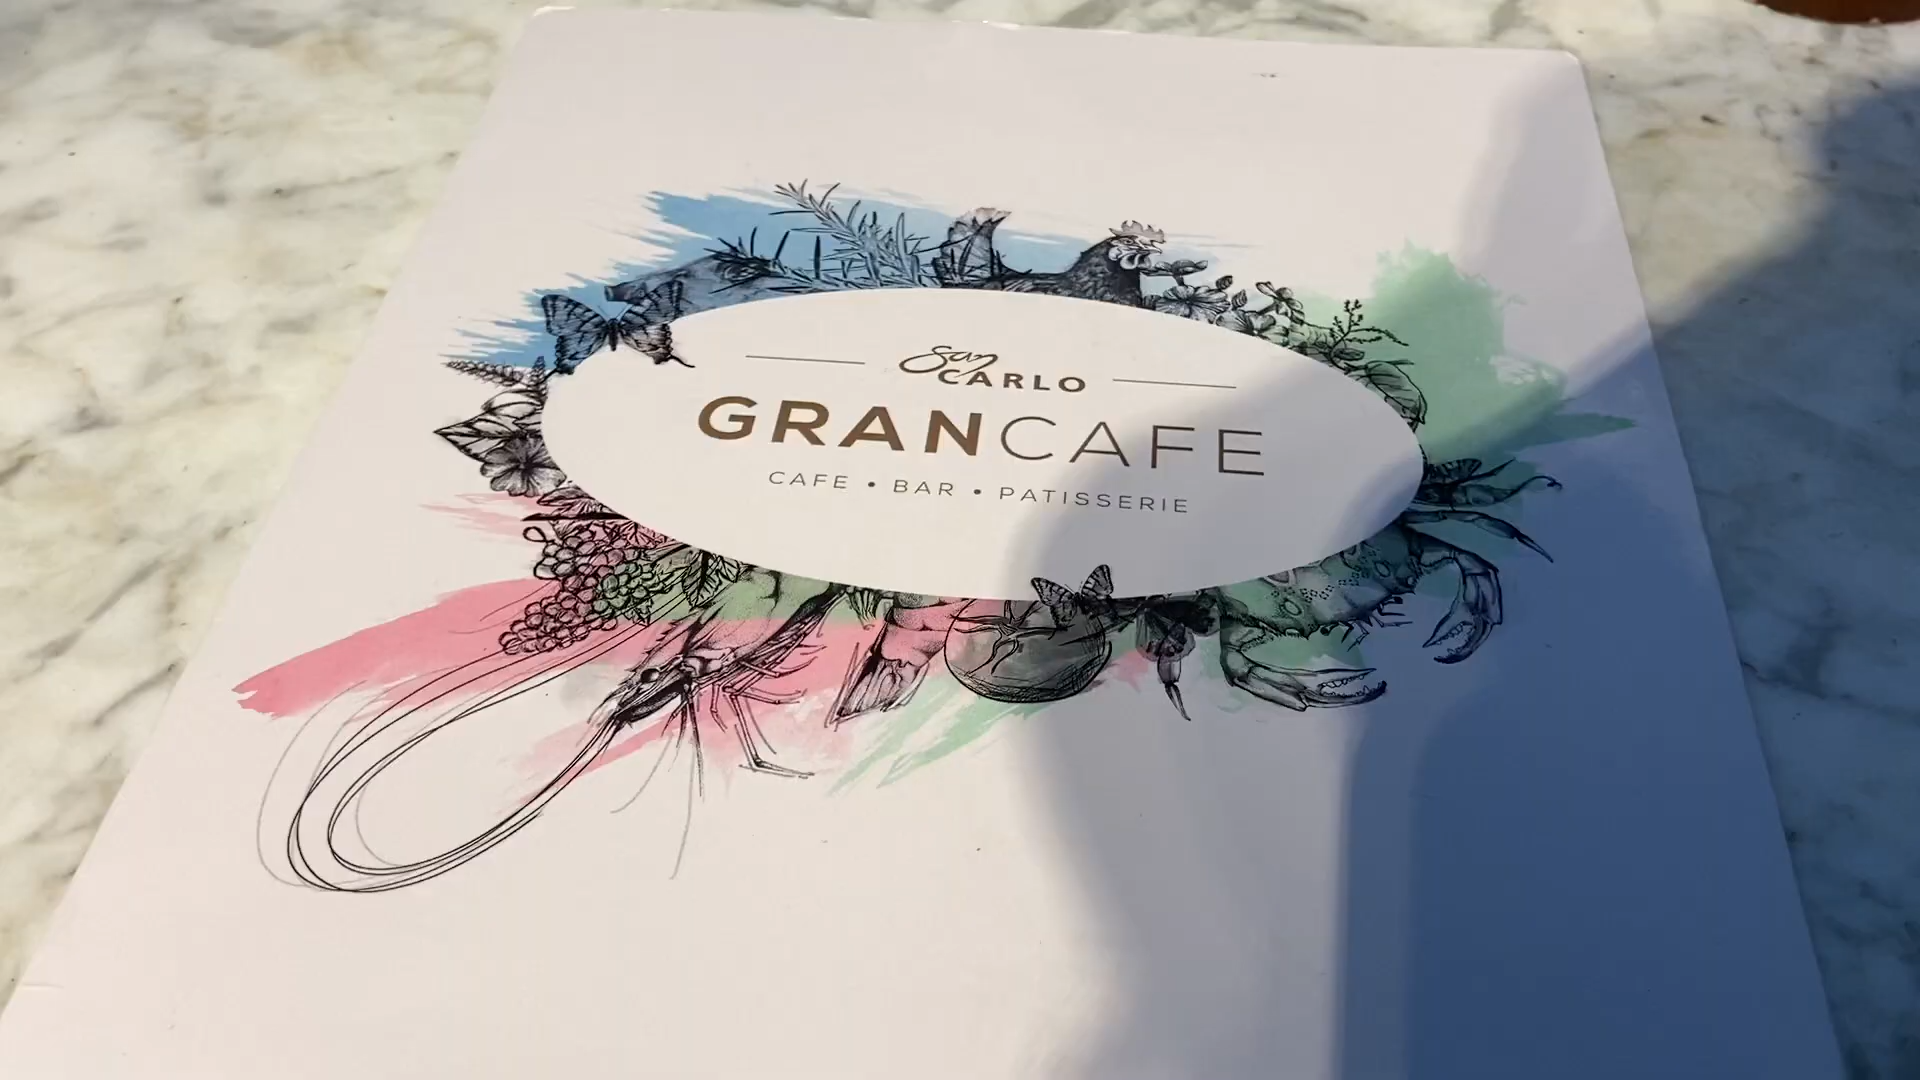 San
CARLO
GRANCAFE
CAFE • BAR • PATISSERIE